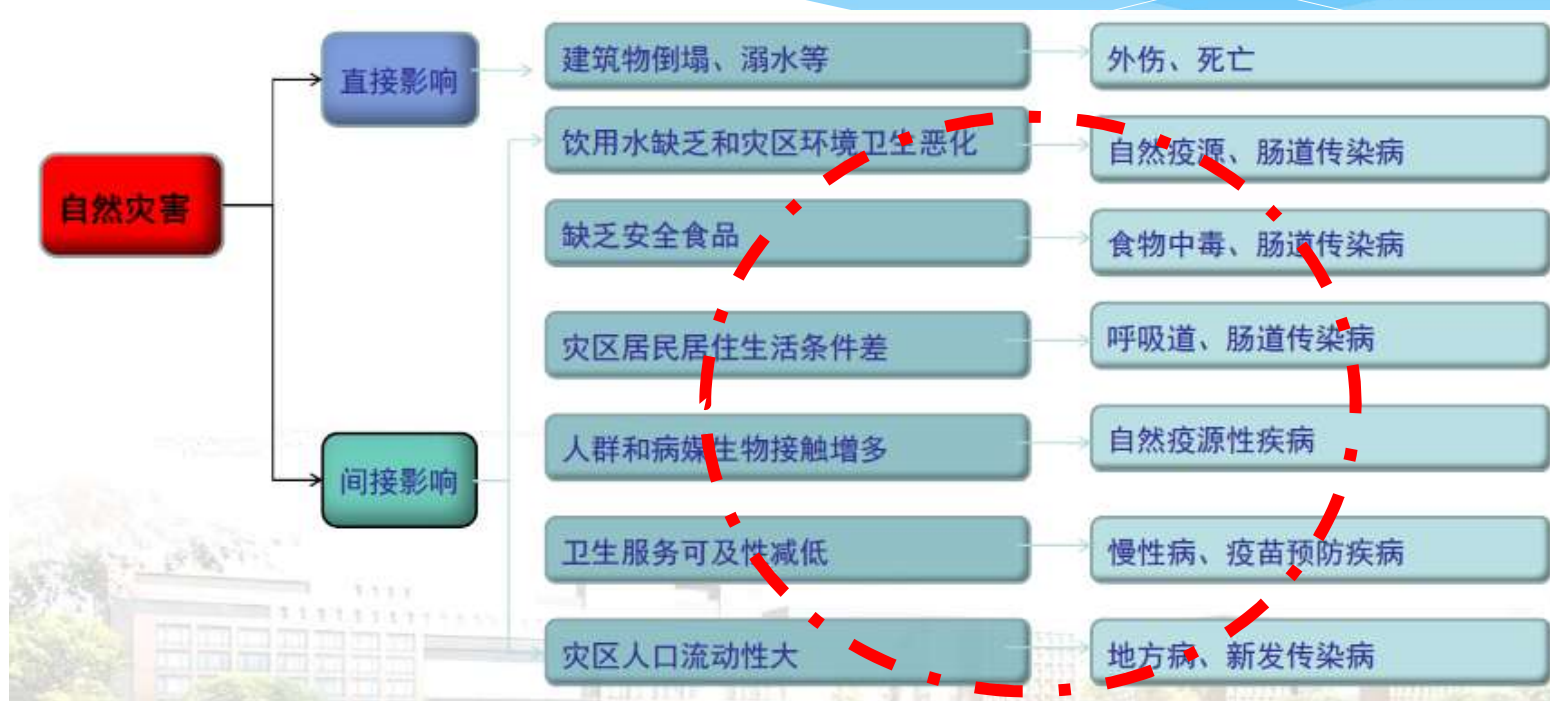 自然灾害
直接影响
建筑物倒塌、溺水等
外伤、死亡
间接影响
饮用水缺乏和灾区环境卫生恶化
自然疫源、肠道传染病
缺乏安全食品
食物中毒、肠道传染病
灾区居民居住生活条件差
呼吸道、肠道传染病
人群和病媒生物接触增多
自然疫源性疾病
卫生服务可及性减低
慢性病、疫苗预防疾病
灾区人口流动性大
地方病、新发传染病